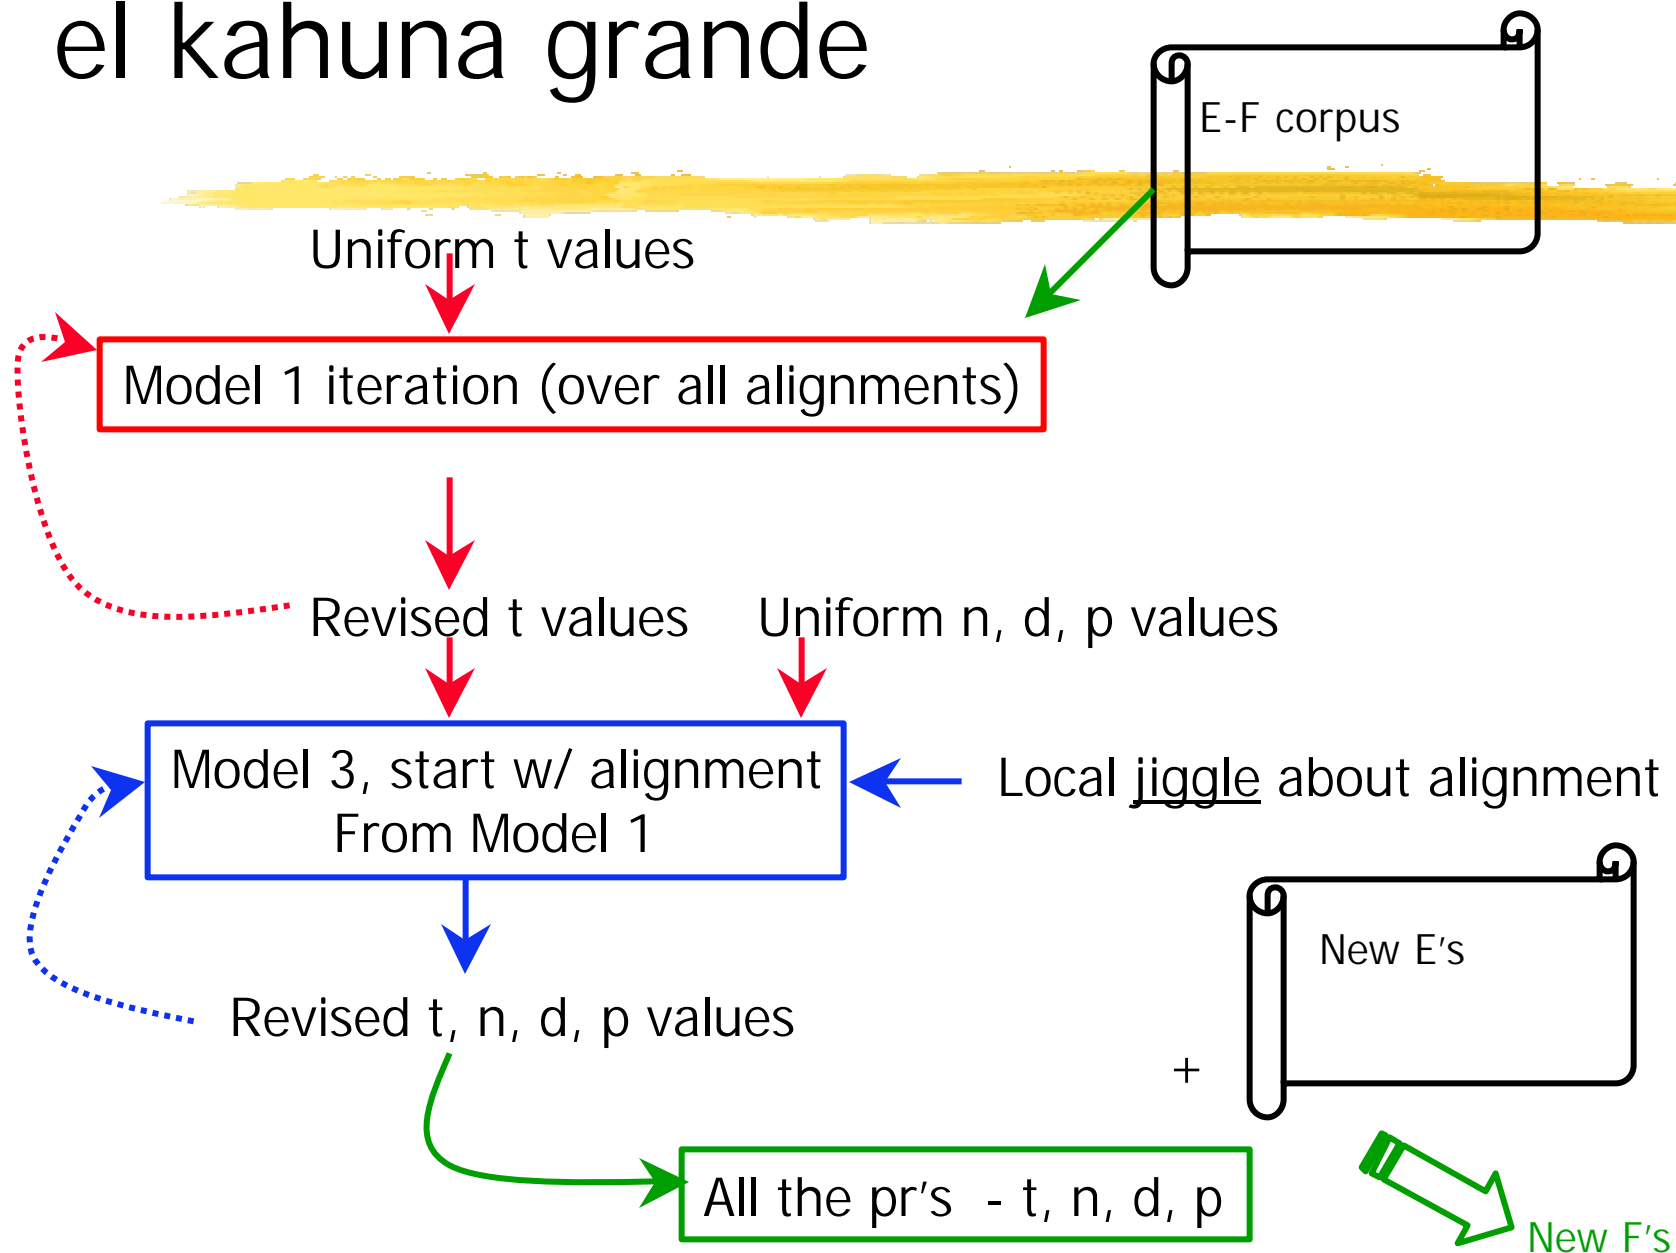 el kahuna grande
E-F corpus
Uniform t values
Model 1 iteration (over all alignments)
Revised t values
Uniform n, d, p values
Model 3, start w/ alignment
From Model 1
Local jiggle about alignment
New E's
Revised t, n, d, p values
+
All the pr's - t, n, d, p
New F's